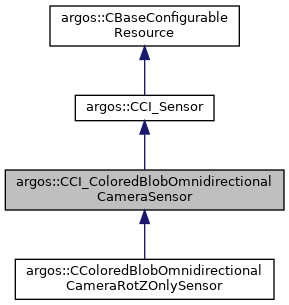 argos::CBaseConfigurable
Resource
argos::CCI_Sensor
argos::CCI_ColoredBlobOmnidirectional
CameraSensor
argos::CColoredBlobOmnidirectional
CameraRotZOnlySensor